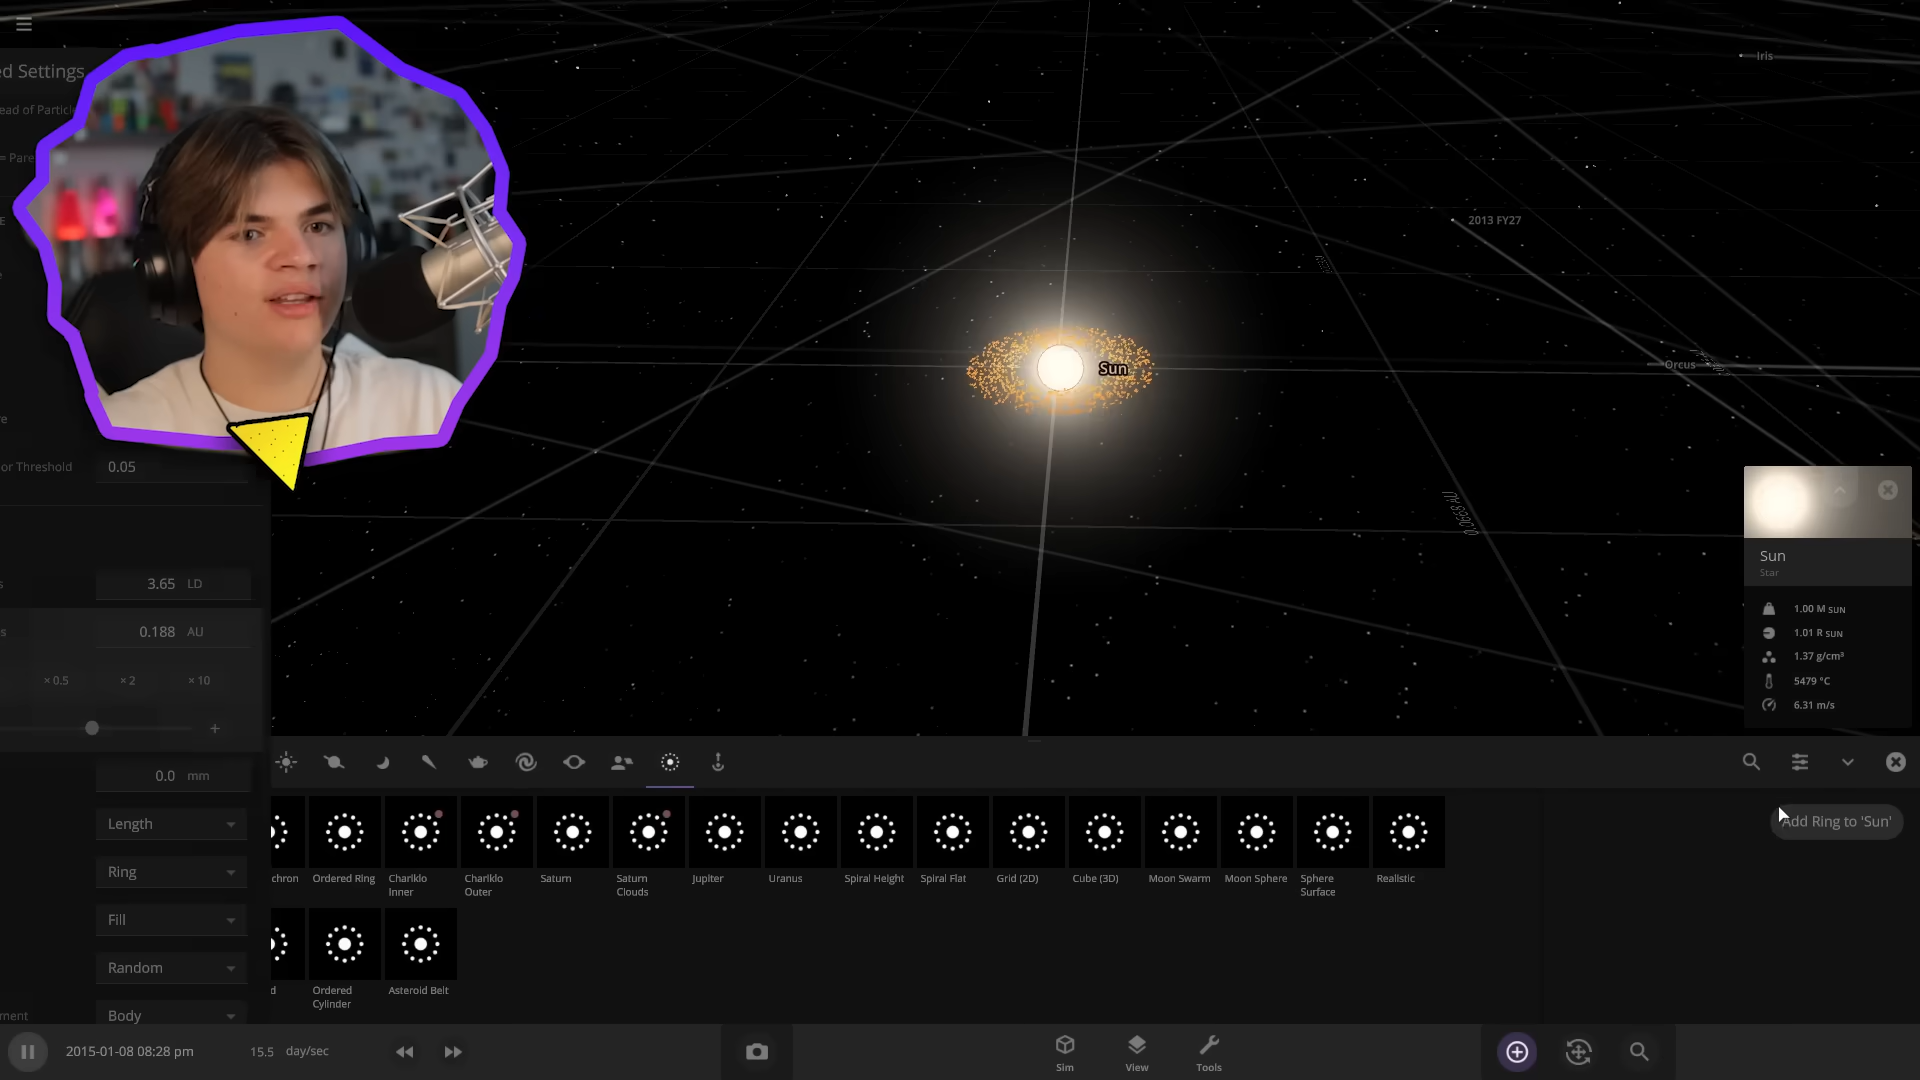 ed Settings
ead of Particle
= Pare
or Threshold 0.05
3.65 LD
0.188 AU
× 0.5 × 2 × 10
+
0.0 mm
Length
Ring
Fill
Random
ment Body
Iris
2013 FY27
Orcus
Sun
Sun
Star
1.00 M SUN
1.01 R SUN
1.37 g/cm³
5479 °C
6.31 m/s
Add Ring to 'Sun'
chron
Ordered Ring
Chariklo
Inner
Chariklo
Outer
Saturn
Saturn
Clouds
Jupiter
Uranus
Spiral Height
Spiral Flat
Grid (2D)
Cube (3D)
Moon Swarm
Moon Sphere
Sphere
Surface
Realistic
d
Ordered
Cylinder
Asteroid Belt
2015-01-08 08:28 pm 15.5 day/sec
Sim
View
Tools